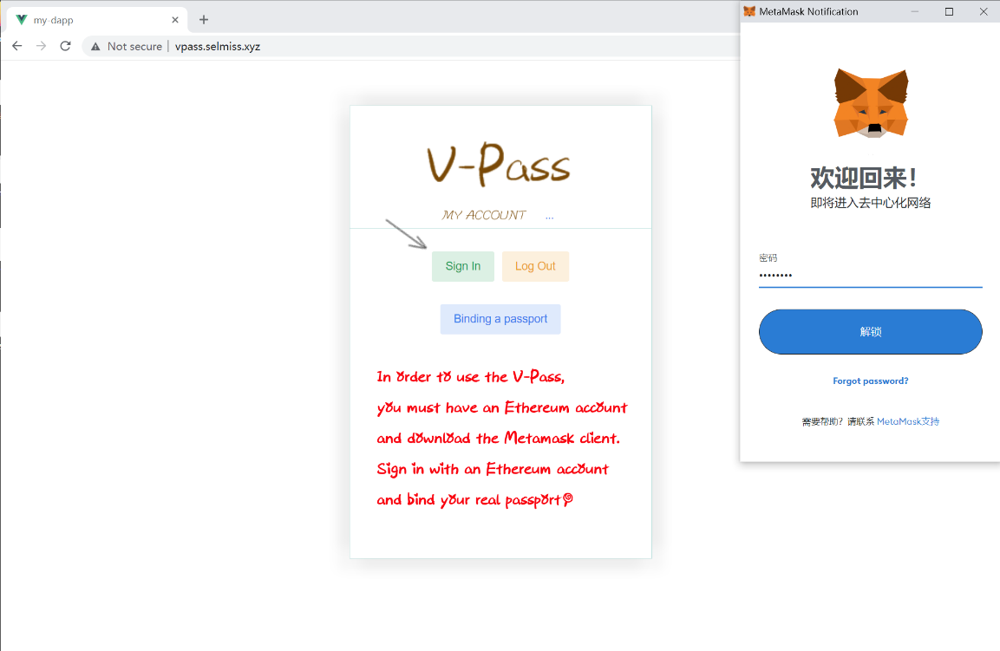 my-dapp
Not secure
vpass.selmiss.xyz
V-Pass
MY ACCOUNT ...
Sign In
Log Out
Binding a passport
In order to use the V-Pass,
you must have an Ethereum account
and download the Metamask client.
Sign in with an Ethereum account
and bind your real passport
MetaMask Notification
欢迎回来！
即将进入去中心化网络
密码
••••••••
解锁
Forgot password?
需要帮助？请联系 MetaMask支持